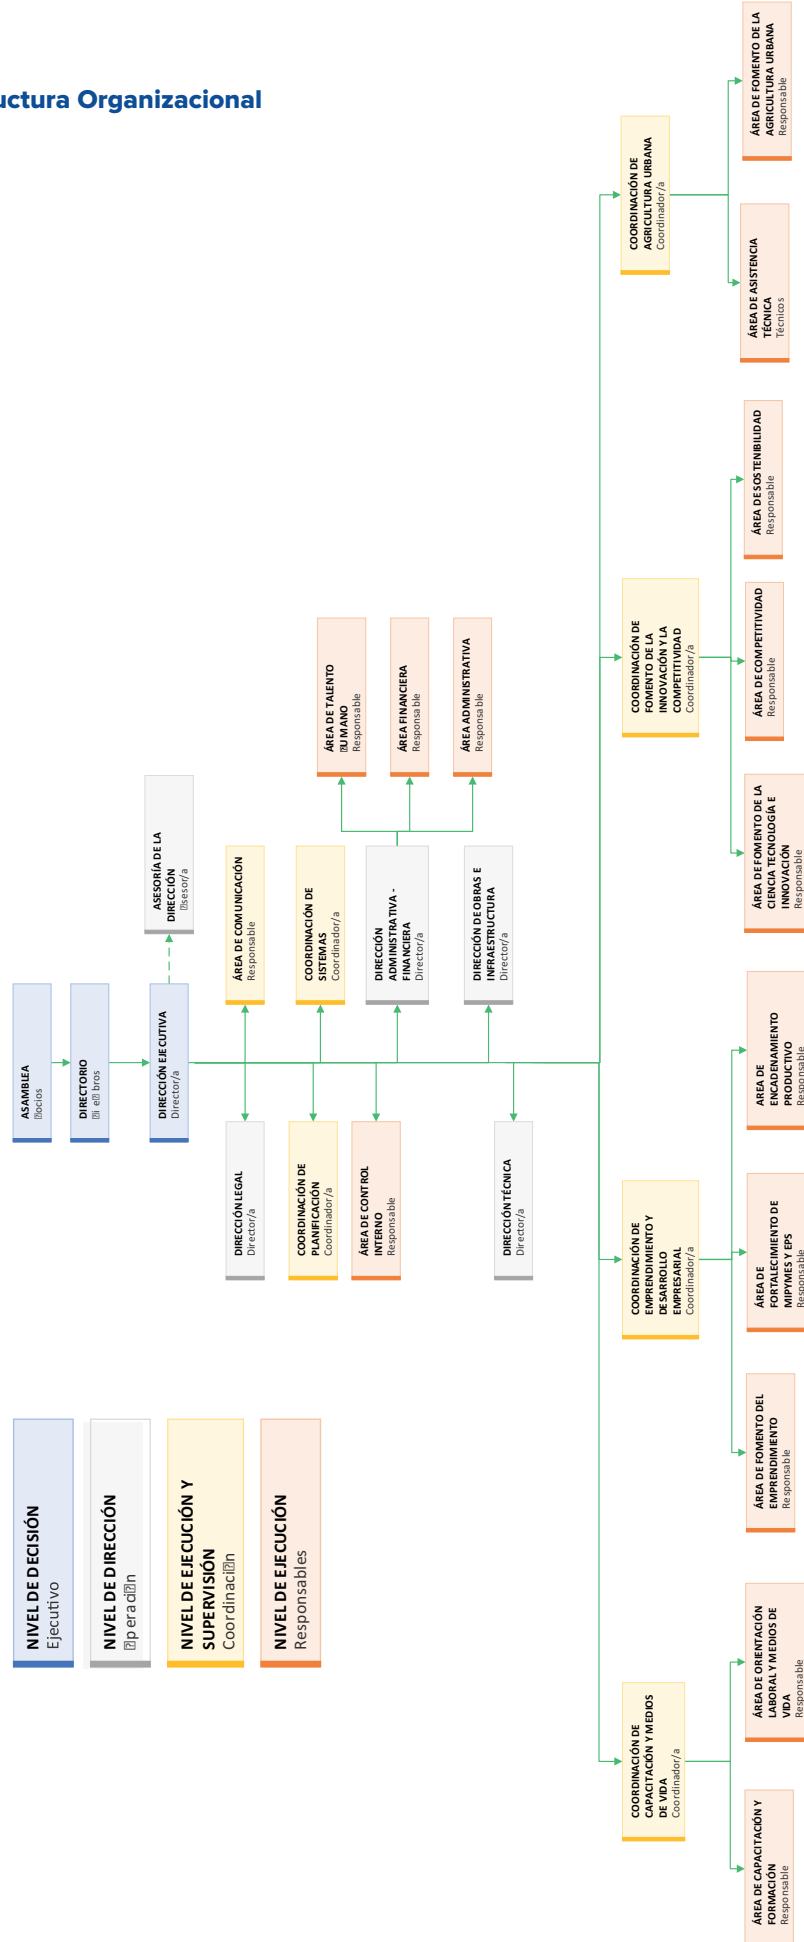 uctura Organizacional
ASAMBLEA
DIRECTORIO
DIRECCIÓN EJECUTIVA
Director/a
ASESORÍA DE LA
DIRECCIÓN
DIRECCIÓN LEGAL
Director/a
ÁREA DE COMUNICACIÓN
Responsable
COORDINACIÓN DE
PLANIFICACIÓN
Coordinador/a
COORDINACIÓN DE
SISTEMAS
Coordinador/a
ÁREA DE CONTROL
INTERNO
Responsable
DIRECCIÓN
ADMINISTRATIVA -
FINANCIERA
Director/a
ÁREA DE TALENTO
Responsable
ÁREA FINANCIERA
Responsable
ÁREA ADMINISTRATIVA
Responsable
DIRECCIÓN DE OBRAS E
INFRAESTRUCTURA
Director/a
DIRECCIÓN TÉCNICA
Director/a
COORDINACIÓN DE
CAPACITACIÓN Y MEDIOS
DE VIDA
Coordinador/a
COORDINACIÓN DE
EMPRENDIMIENTO Y
DESARROLLO
EMPRESARIAL
Coordinador/a
COORDINACIÓN DE
FOMENTO DE LA
INNOVACIÓN Y LA
COMPETITIVIDAD
Coordinador/a
COORDINACIÓN DE
AGRICULTURA URBANA
Coordinador/a
ÁREA DE CAPACITACIÓN Y
FORMACIÓN
Responsable
ÁREA DE ORIENTACIÓN
LABORAL Y MEDIOS DE
VIDA
Responsable
ÁREA DE FOMENTO DEL
EMPRENDIMIENTO
Responsable
ÁREA DE
FORTALECIMIENTO DE
MIPYMES Y EPS
Responsable
AREA DE
ENCADENAMIENTO
PRODUCTIVO
Responsable
ÁREA DE FOMENTO DE LA
CIENCIA TECNOLOGÍA E
INNOVACIÓN
Responsable
ÁREA DE COMPETITIVIDAD
Responsable
ÁREA DE SOSTENIBILIDAD
Responsable
ÁREA DE ASISTENCIA
TÉCNICA
Técnicos
ÁREA DE FOMENTO DE LA
AGRICULTURA URBANA
Responsable
NIVEL DE DECISIÓN
Ejecutivo
NIVEL DE DIRECCIÓN
NIVEL DE EJECUCIÓN Y
SUPERVISIÓN
NIVEL DE EJECUCIÓN
Responsables